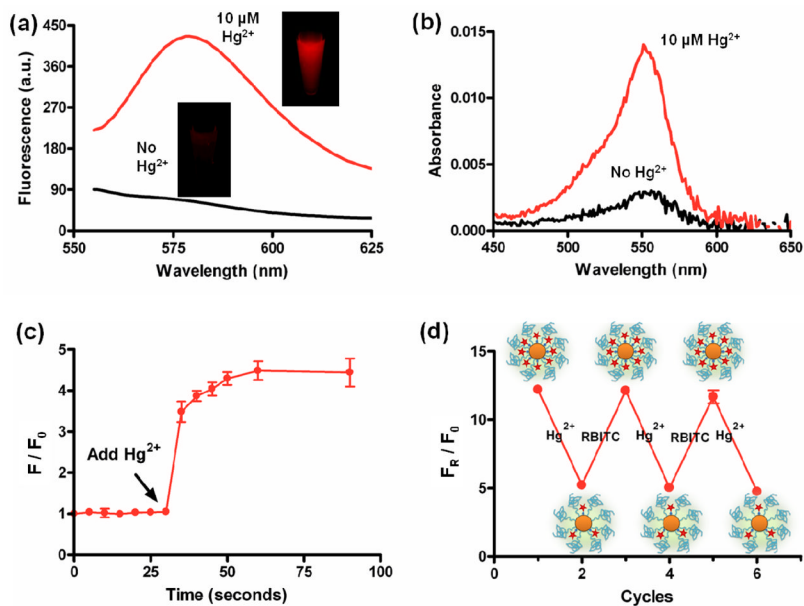 (a)
10 µM
Hg²⁺
No
Hg²⁺
Fluorescence (a.u.)
450
360
270
180
90
0
550
575
600
625
Wavelength (nm)
(b)
10 µM Hg²⁺
No Hg²⁺
Absorbance
0.015
0.010
0.005
0.000
450
500
550
600
650
Wavelength (nm)
(c)
Add Hg²⁺
F / F₀
5
4
3
2
1
0
0
25
50
75
100
Time (seconds)
(d)
Hg²⁺ RBITC Hg²⁺ RBITC Hg²⁺
F_R / F₀
15
10
5
0
0
2
4
6
Cycles